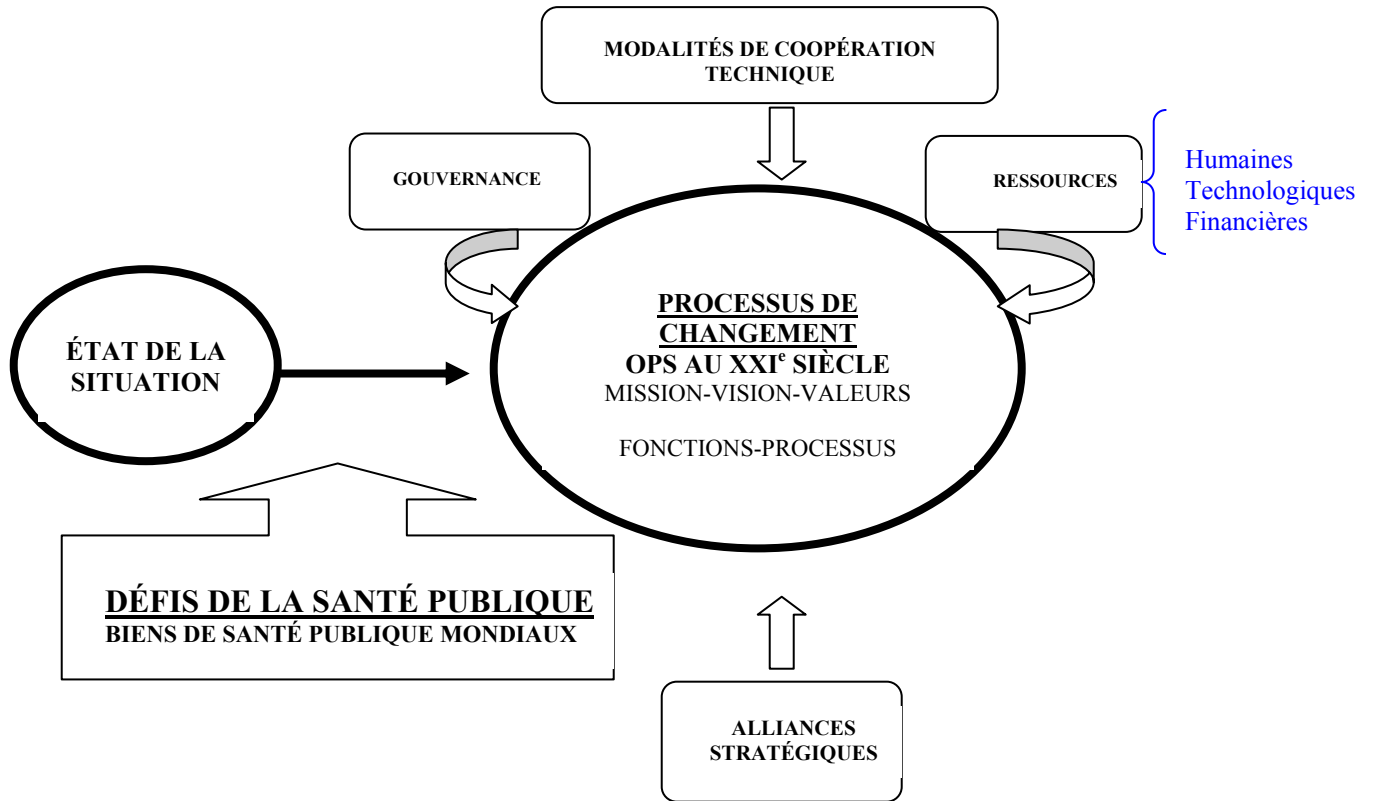 MODALITÉS DE COOPÉRATION
TECHNIQUE
GOUVERNANCE
RESSOURCES
Humaines
Technologiques
Financières
ÉTAT DE LA
SITUATION
PROCESSUS DE
CHANGEMENT
OPS AU XXIe SIÈCLE
MISSION-VISION-VALEURS
FONCTIONS-PROCESSUS
DÉFIS DE LA SANTÉ PUBLIQUE
BIENS DE SANTÉ PUBLIQUE MONDIAUX
ALLIANCES
STRATÉGIQUES